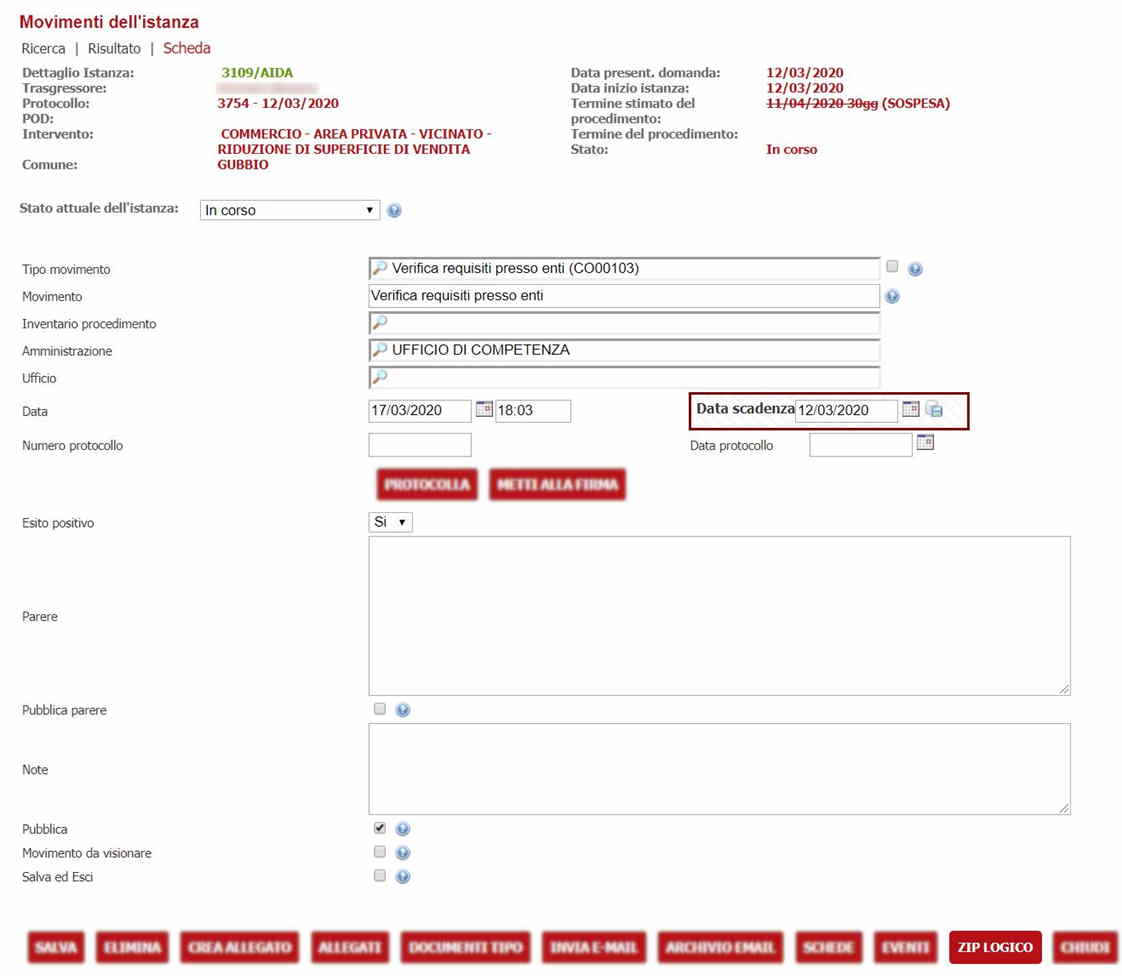 Movimenti dell'istanza
Ricerca | Risultato | Scheda
Dettaglio Istanza: 3109/AIDA Data present. domanda: 12/03/2020
Trasgressore: Data inizio istanza: 12/03/2020
Protocollo: 3754 - 12/03/2020 Termine stimato del procedimento: 11/04/2020 30gg (SOSPESA)
POD:
Intervento: COMMERCIO - AREA PRIVATA - VICINATO - Termine del procedimento:
RIDUZIONE DI SUPERFICIE DI VENDITA Stato: In corso
Comune: GUBBIO
Stato attuale dell'istanza: In corso
Tipo movimento Verifica requisiti presso enti (CO00103)
Movimento Verifica requisiti presso enti
Inventario procedimento
Amministrazione UFFICIO DI COMPETENZA
Ufficio
Data 17/03/2020 18:03 Data scadenza 12/03/2020
Numero protocollo Data protocollo
PROTOCOLLA METTI ALLA FIRMA
Esito positivo Si
Parere
Pubblica parere
Note
Pubblica
Movimento da visionare
Salva ed Esci
SALVA ELIMINA CREA ALLEGATO ALLEGATI DOCUMENTI TIPO INVIA E-MAIL ARCHIVIO EMAIL SCHEDE EVENTI ZIP LOGICO CHIUDI